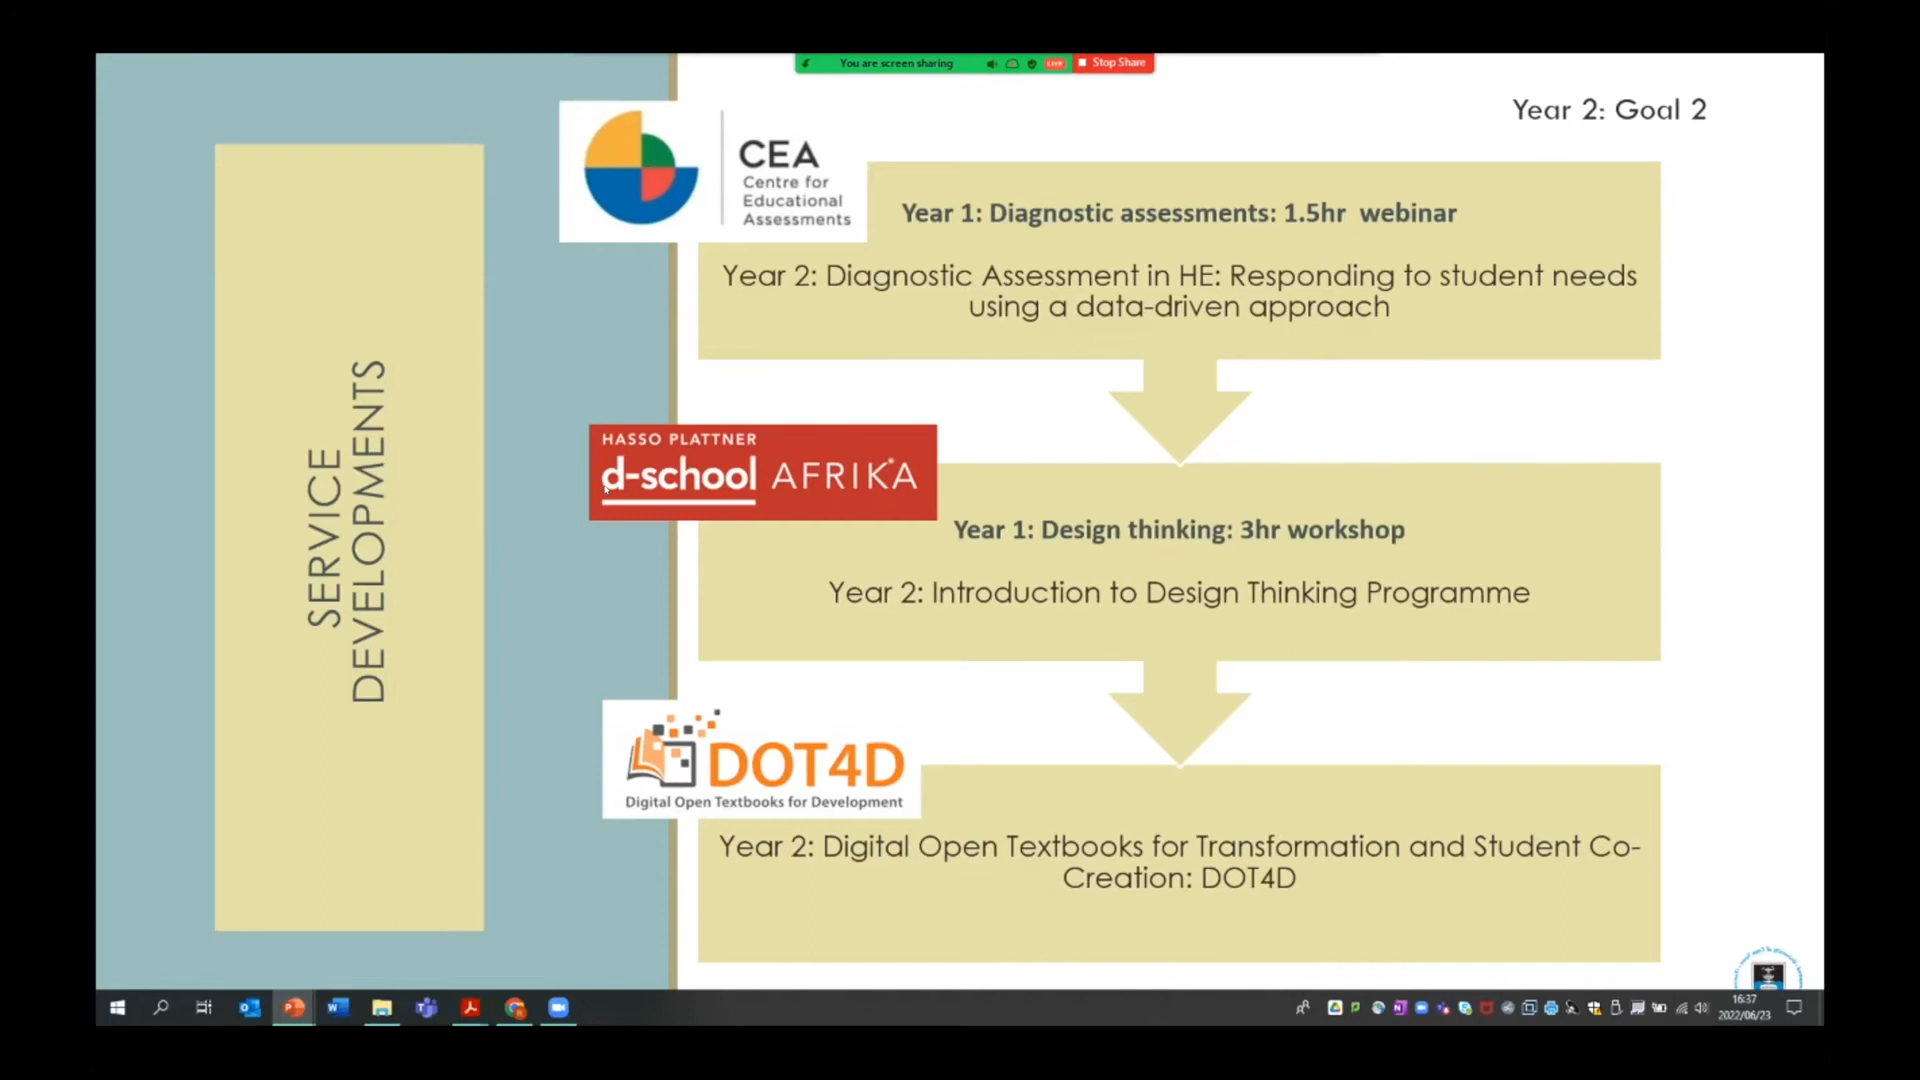 You are screen sharing
LIVE
Stop Share
Year 2: Goal 2
SERVICE
DEVELOPMENTS
CEA
Centre for
Educational
Assessments
Year 1: Diagnostic assessments: 1.5hr webinar
Year 2: Diagnostic Assessment in HE: Responding to student needs
using a data-driven approach
HASSO PLATTNER
d-school AFRIKA
Year 1: Design thinking: 3hr workshop
Year 2: Introduction to Design Thinking Programme
DOT4D
Digital Open Textbooks for Development
Year 2: Digital Open Textbooks for Transformation and Student Co-
Creation: DOT4D
16:37
2022/06/23